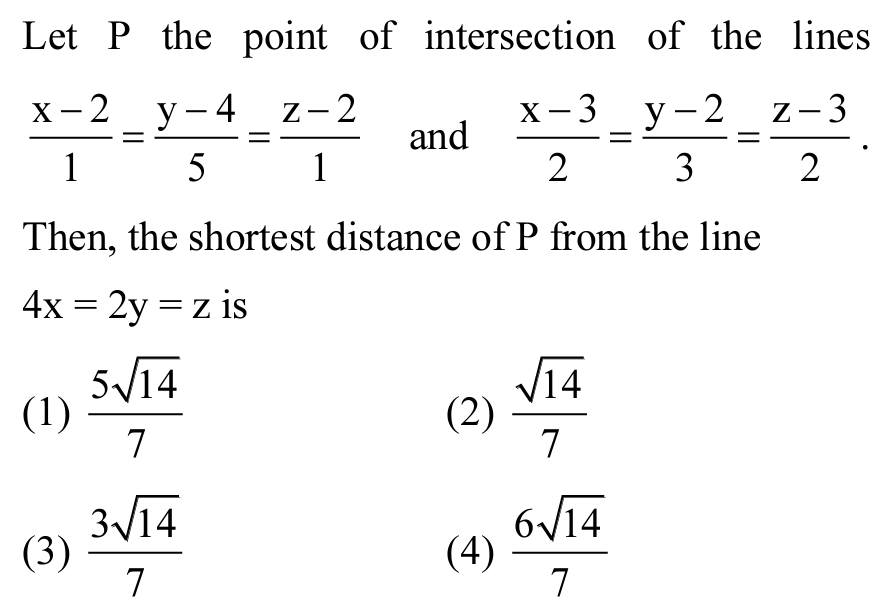 Let P the point of intersection of the lines
$\frac{x-2}{1} = \frac{y-4}{5} = \frac{z-2}{1}$ and $\frac{x-3}{2} = \frac{y-2}{3} = \frac{z-3}{2}$.
Then, the shortest distance of P from the line
4x = 2y = z is
(1) $\frac{5\sqrt{14}}{7}$ (2) $\frac{\sqrt{14}}{7}$
(3) $\frac{3\sqrt{14}}{7}$ (4) $\frac{6\sqrt{14}}{7}$